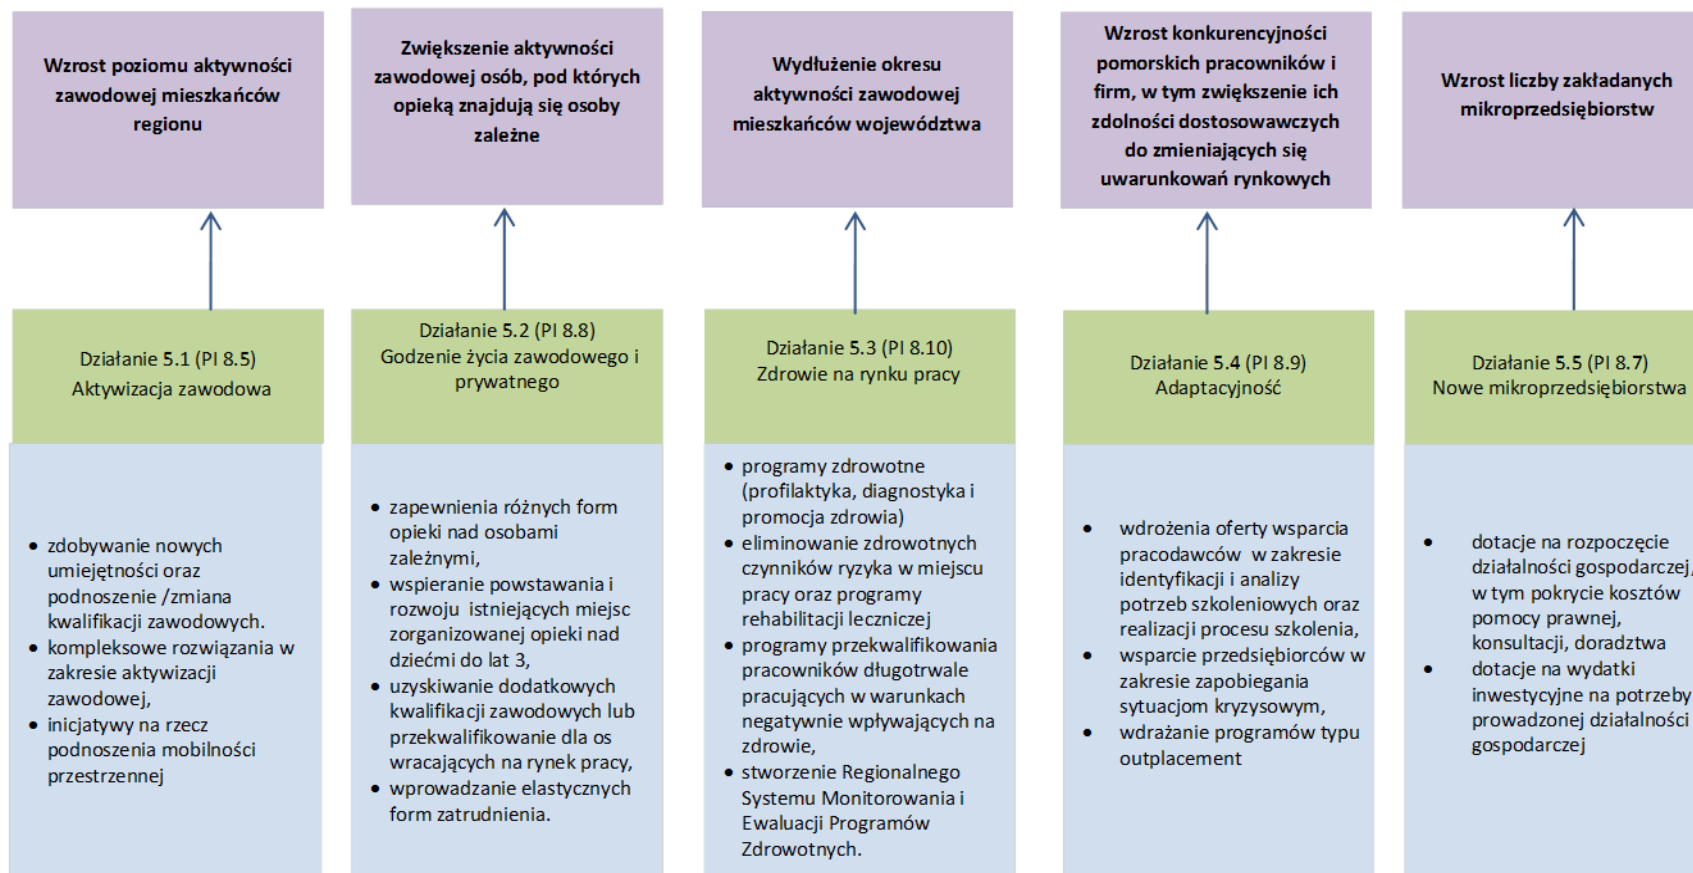 Wzrost poziomu aktywności
zawodowej mieszkańców
regionu
Zwiększenie aktywności
zawodowej osób, pod których
opieką znajdują się osoby
zależne
Wydłużenie okresu
aktywności zawodowej
mieszkańców województwa
Wzrost konkurencyjności
pomorskich pracowników i
firm, w tym zwiększenie ich
zdolności dostosowawczych
do zmieniających się
uwarunkowań rynkowych
Wzrost liczby zakładanych
mikroprzedsiębiorstw
Działanie 5.1 (PI 8.5)
Aktywizacja zawodowa
Działanie 5.2 (PI 8.8)
Godzenie życia zawodowego i
prywatnego
Działanie 5.3 (PI 8.10)
Zdrowie na rynku pracy
Działanie 5.4 (PI 8.9)
Adaptacyjność
Działanie 5.5 (PI 8.7)
Nowe mikroprzedsiębiorstwa
• zdobywanie nowych
umiejętności oraz
podnoszenie /zmiana
kwalifikacji zawodowych.
• kompleksowe rozwiązania w
zakresie aktywizacji
zawodowej,
• inicjatywy na rzecz
podnoszenia mobilności
przestrzennej
• zapewnienia różnych form
opieki nad osobami
zależnymi,
• wspieranie powstawania i
rozwoju istniejących miejsc
zorganizowanej opieki nad
dziećmi do lat 3,
• uzyskiwanie dodatkowych
kwalifikacji zawodowych lub
przekwalifikowanie dla os
wracających na rynek pracy,
• wprowadzanie elastycznych
form zatrudnienia.
• programy zdrowotne
(profilaktyka, diagnostyka i
promocja zdrowia)
• eliminowanie zdrowotnych
czynników ryzyka w miejscu
pracy oraz programy
rehabilitacji leczniczej
• programy przekwalifikowania
pracowników długotrwale
pracujących w warunkach
negatywnie wpływających na
zdrowie,
• stworzenie Regionalnego
Systemu Monitorowania i
Ewaluacji Programów
Zdrowotnych.
• wdrożenia oferty wsparcia
pracodawców w zakresie
identyfikacji i analizy
potrzeb szkoleniowych oraz
realizacji procesu szkolenia,
• wsparcie przedsiębiorców w
zakresie zapobiegania
sytuacjom kryzysowym,
• wdrażanie programów typu
outplacement
• dotacje na rozpoczęcie
działalności gospodarczej,
w tym pokrycie kosztów
pomocy prawnej,
konsultacji, doradztwa
• dotacje na wydatki
inwestycyjne na potrzeby
prowadzonej działalności
gospodarczej